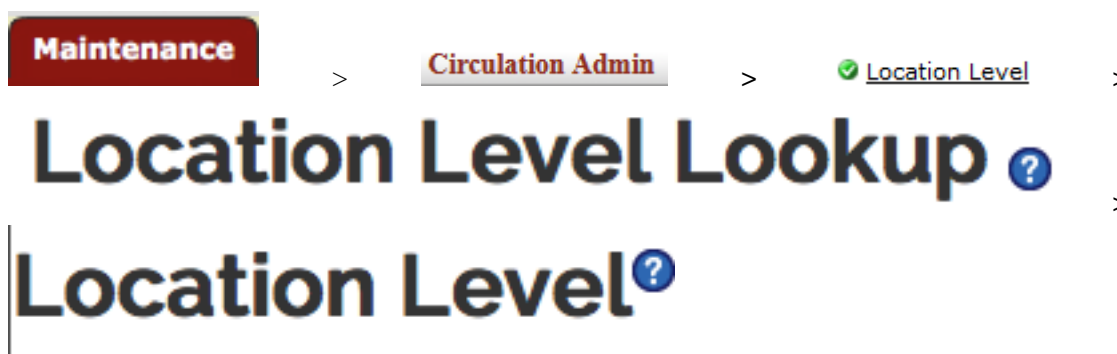 Maintenance > Circulation Admin > Location Level >
Location Level Lookup ? >
Location Level ?